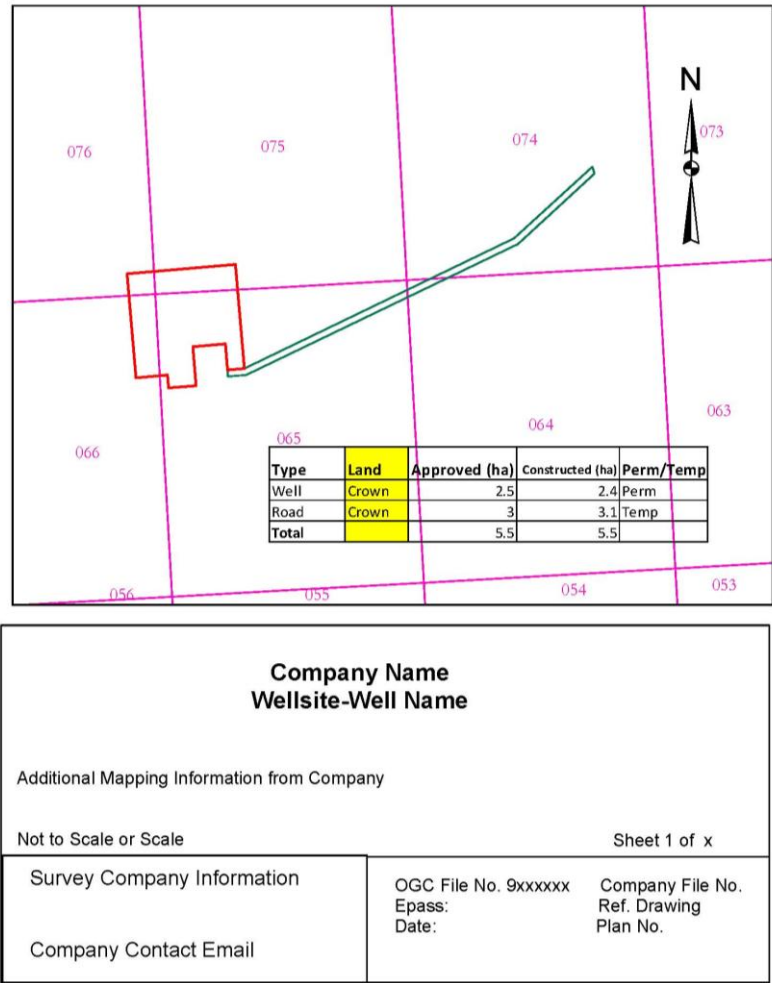 N
076
075
074
073
066
065
064
063
Type Land Approved (ha) Constructed (ha) Perm/Temp
Well Crown 2.5 2.4 Perm
Road Crown 3 3.1 Temp
Total 5.5 5.5
056
055
054
053
Company Name
Wellsite-Well Name
Additional Mapping Information from Company
Not to Scale or Scale
Sheet 1 of x
Survey Company Information
Company Contact Email
OGC File No. 9xxxxxx
Epass:
Date:
Company File No.
Ref. Drawing
Plan No.